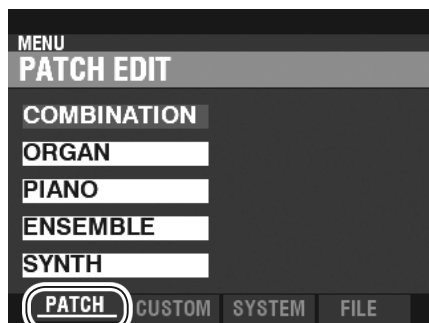 MENU
PATCH EDIT
COMBINATION
ORGAN
PIANO
ENSEMBLE
SYNTH
PATCH CUSTOM SYSTEM FILE